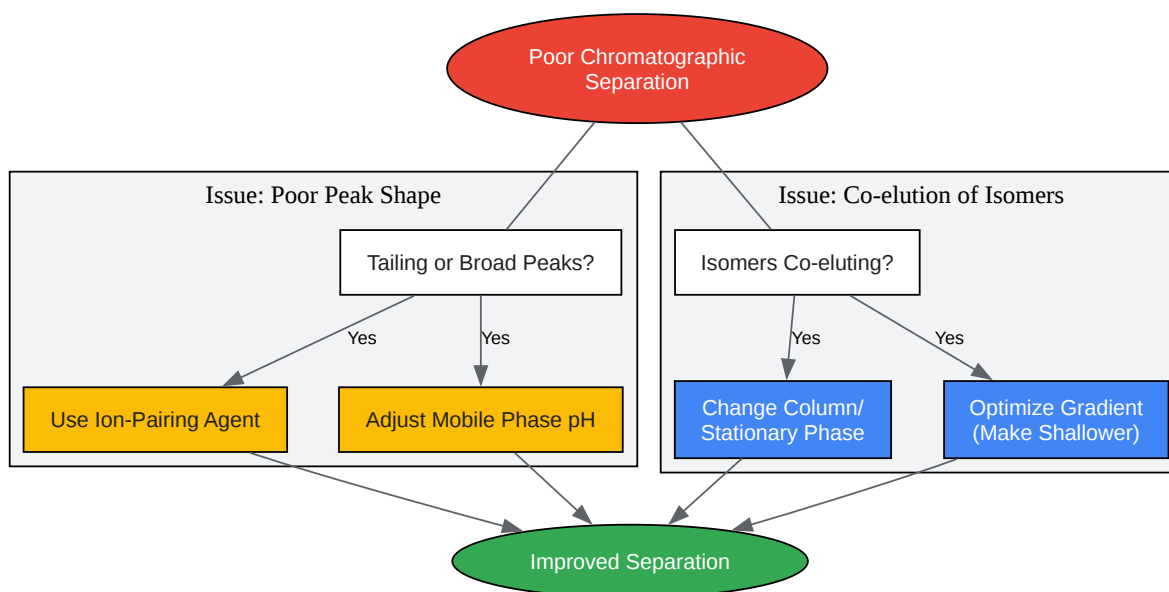 Poor Chromatographic
Separation
Issue: Poor Peak Shape
Issue: Co-elution of Isomers
Tailing or Broad Peaks?
Isomers Co-eluting?
Yes
Yes
Yes
Yes
Use Ion-Pairing Agent
Adjust Mobile Phase pH
Change Column/
Stationary Phase
Optimize Gradient
(Make Shallower)
Improved Separation